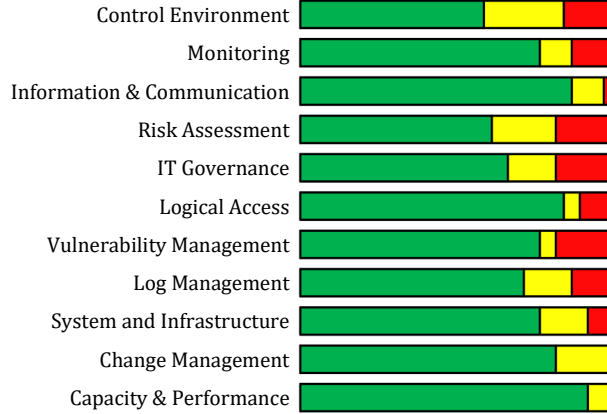 Control Environment
Monitoring
Information & Communication
Risk Assessment
IT Governance
Logical Access
Vulnerability Management
Log Management
System and Infrastructure
Change Management
Capacity & Performance